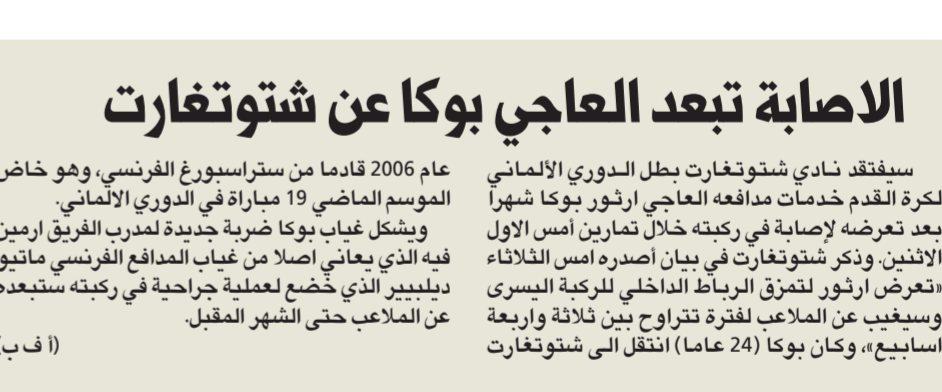 الاصابة تبعد العاجي بوكا عن شتوتغارت
سيفتقد نادي شتوتغارت بطل الدوري الألماني
لكرة القدم خدمات مدافعه العاجي ارثور بوكا شهرا
بعد تعرضه لإصابة في ركبته خلال تمارين أمس الاول
الاثنين. وذكر شتوتغارت في بيان أصدره امس الثلاثاء
«تعرض ارثور لتمزق الرباط الداخلي للركبة اليسرى
وسيغيب عن الملاعب لفترة تتراوح بين ثلاثة واربعة
اسابيع»، وكان بوكا (24 عاما) انتقل الى شتوتغارت
عام 2006 قادما من ستراسبورغ الفرنسي، وهو خاض
الموسم الماضي 19 مباراة في الدوري الالماني.
ويشكل غياب بوكا ضربة جديدة لمدرب الفريق ارمين
فيه الذي يعاني اصلا من غياب المدافع الفرنسي ماتيو
ديلبيير الذي خضع لعملية جراحية في ركبته ستبعده
عن الملاعب حتى الشهر المقبل.
(أ ف ب)